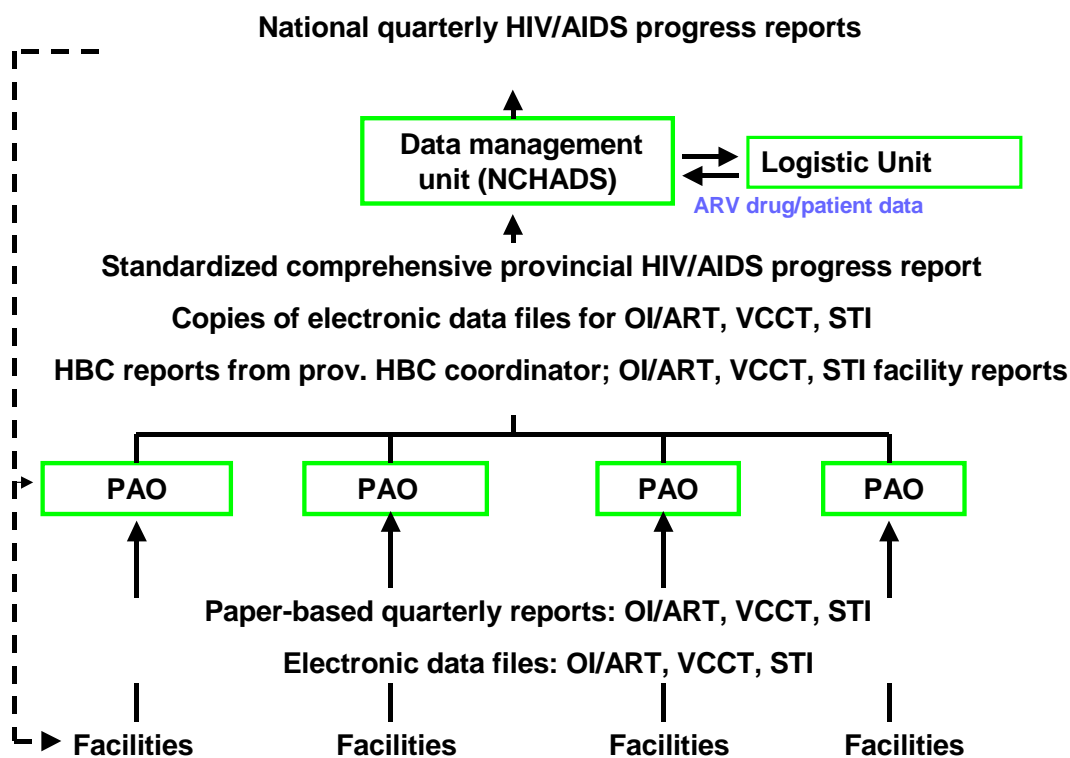 National quarterly HIV/AIDS progress reports
Data management
unit (NCHADS)
Logistic Unit
ARV drug/patient data
Standardized comprehensive provincial HIV/AIDS progress report
Copies of electronic data files for OI/ART, VCCT, STI
HBC reports from prov. HBC coordinator; OI/ART, VCCT, STI facility reports
PAO PAO PAO PAO
Paper-based quarterly reports: OI/ART, VCCT, STI
Electronic data files: OI/ART, VCCT, STI
Facilities Facilities Facilities Facilities